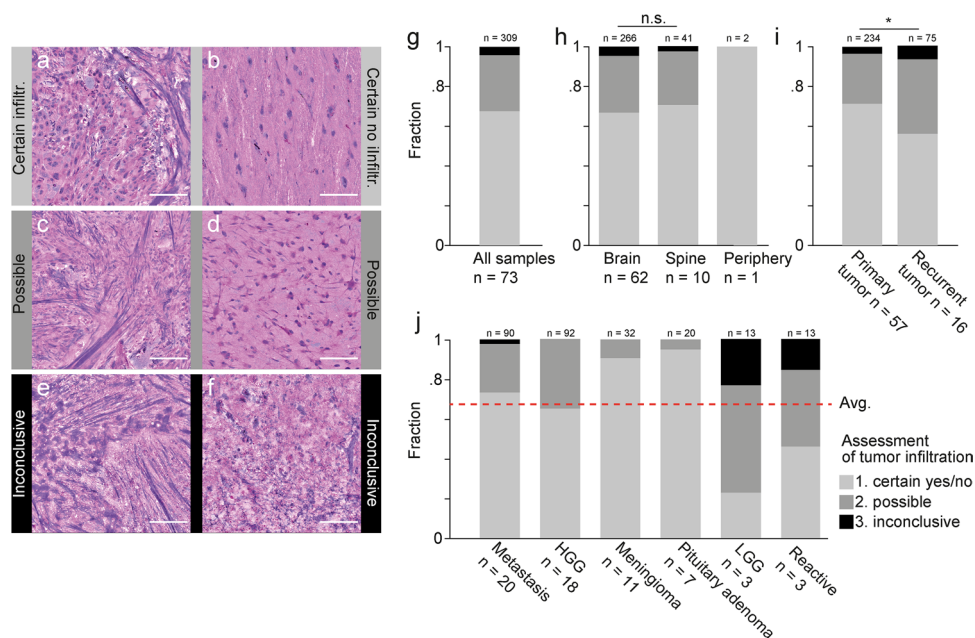 a
b
Certain infiltr.
Certain no iInfiltr.
c
d
Possible
Possible
e
f
Inconclusive
Inconclusive
g
n = 309
1
.8
Fraction
0
All samples
n = 73
h
n.s.
n = 266
n = 41
n = 2
1
.8
0
Brain
n = 62
Spine
n = 10
Periphery
n = 1
i
*
n = 234
n = 75
1
.8
0
Primary
tumor n = 57
Recurrent
tumor n = 16
j
n = 90
n = 92
n = 32
n = 20
n = 13
n = 13
1
.8
Fraction
0
Avg.
Metastasis
n = 20
HGG
n = 18
Meningioma
n = 11
Pituitary adenoma
n = 7
LGG
n = 3
Reactive
n = 3
Assessment
of tumor infiltration
1. certain yes/no
2. possible
3. inconclusive